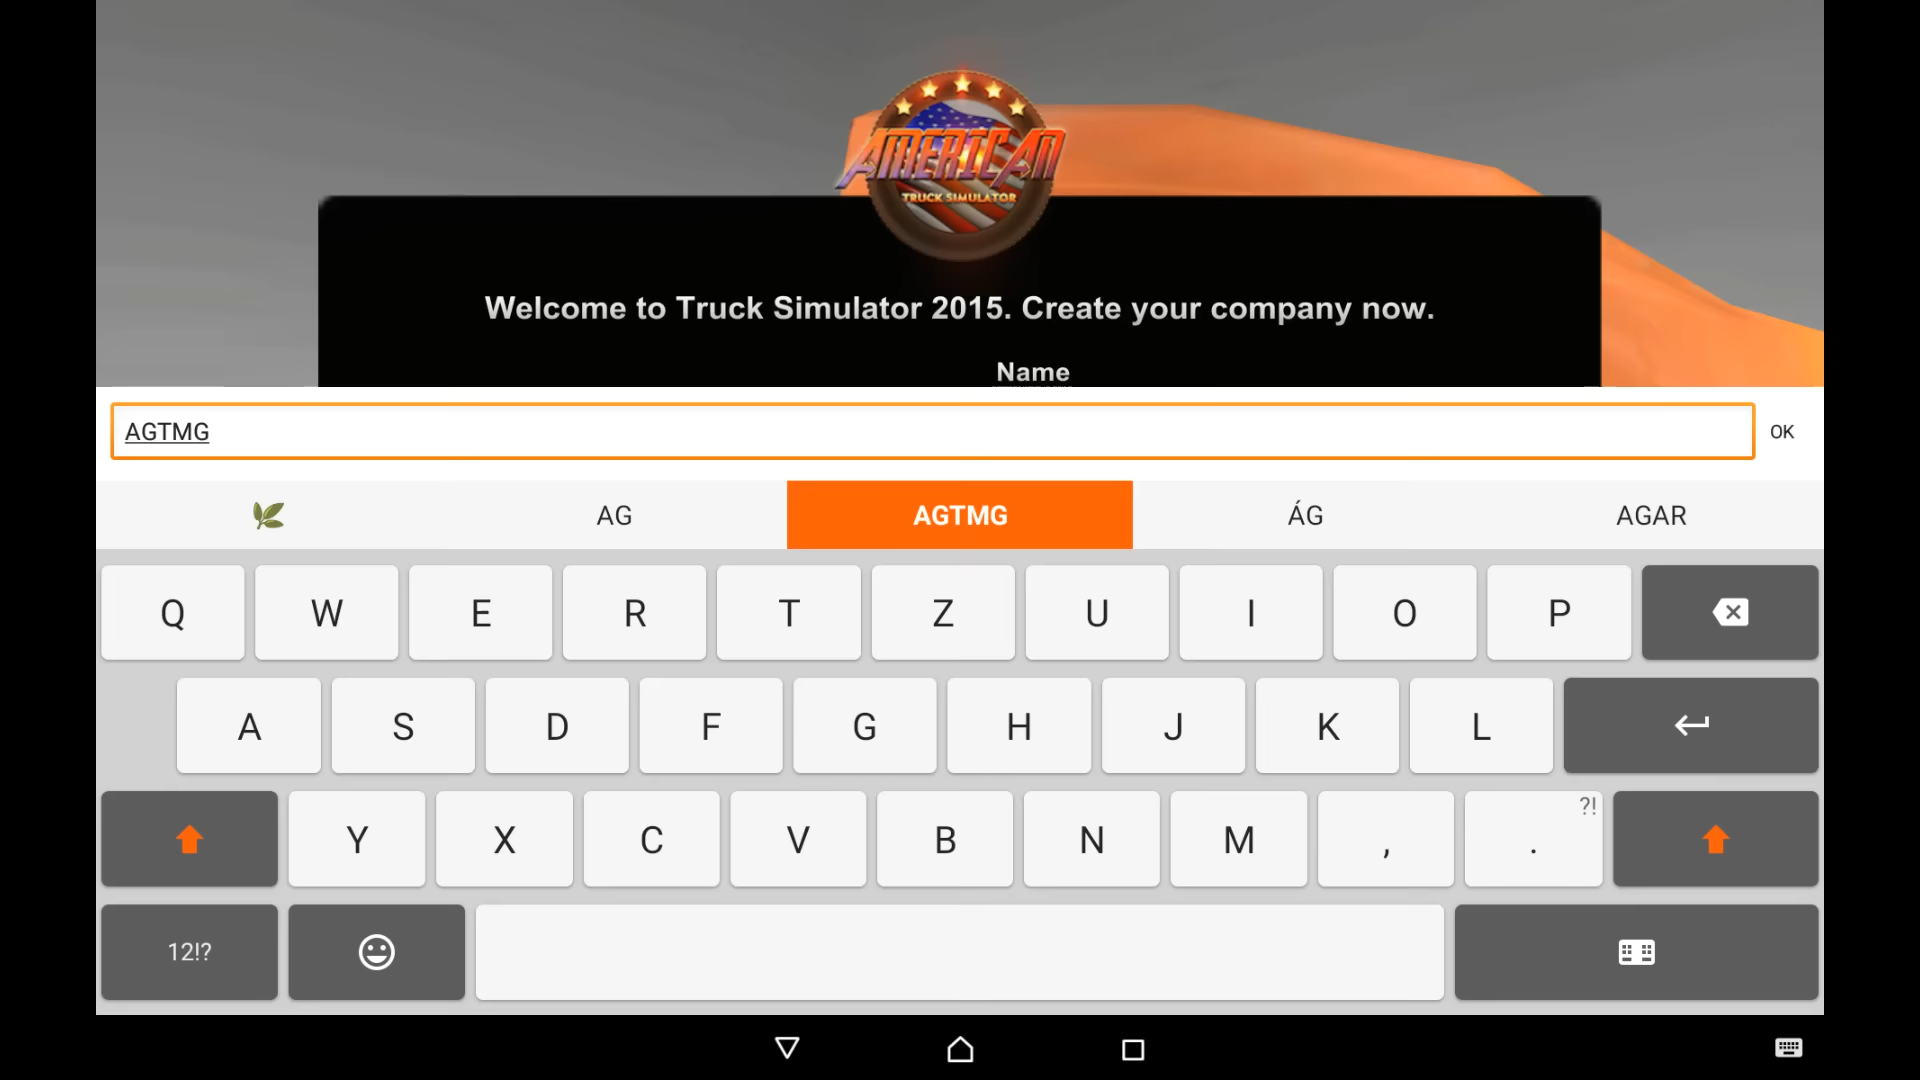 AMERICAN
TRUCK SIMULATOR
Welcome to Truck Simulator 2015. Create your company now.
Name
AGTMG OK
AG AGTMG ÁG AGAR
Q W E R T Z U I O P
A S D F G H J K L
Y X C V B N M , . ?!
12!?